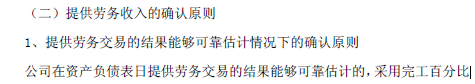 （二）提供劳务收入的确认原则
1、提供劳务交易的结果能够可靠估计情况下的确认原则
公司在资产负债表日提供劳务交易的结果能够可靠估计的，采用完工百分比